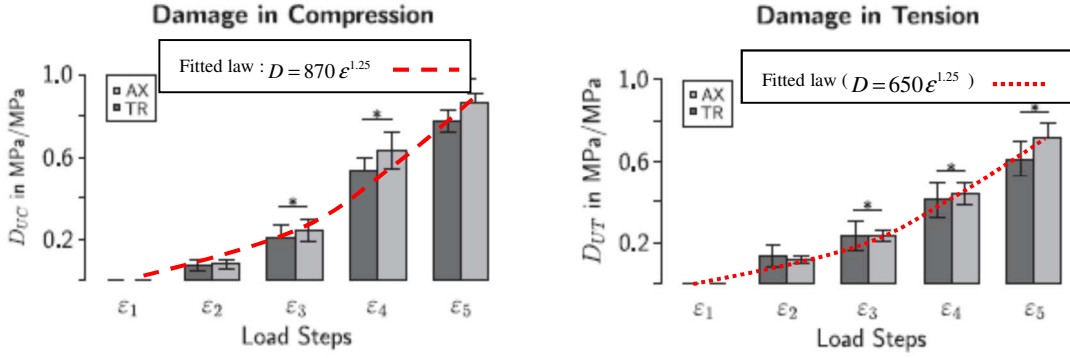 Damage in Compression
Fitted law : D = 870 ε^1.25
AX
TR
1.0
0.6
0.2
D_UC in MPa/MPa
*
*
ε₁ ε₂ ε₃ ε₄ ε₅
Load Steps
Damage in Tension
Fitted law ( D = 650 ε^1.25 )
AX
TR
1.0
0.6
0.2
D_UT in MPa/MPa
*
*
*
ε₁ ε₂ ε₃ ε₄ ε₅
Load Steps